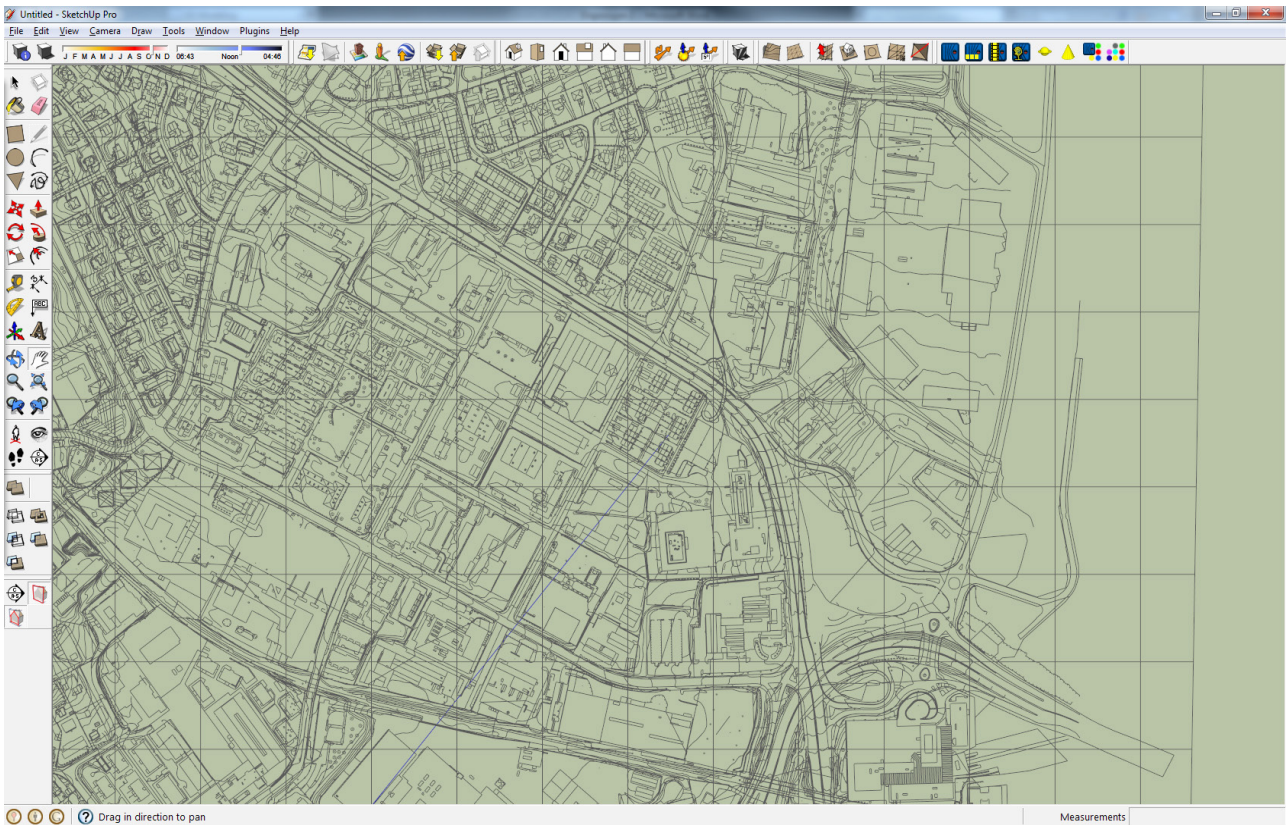 Untitled - SketchUp Pro
File Edit View Camera Draw Tools Window Plugins Help
J F M A M J J A S O N D 06:43 Noon 04:46
ABC
Drag in direction to pan
Measurements